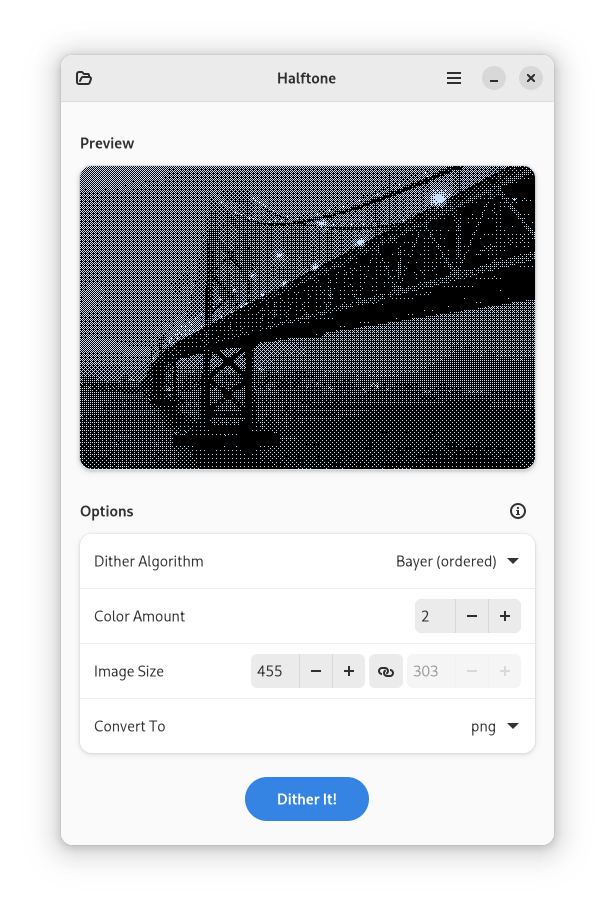 Halftone
Preview
Options
Dither Algorithm Bayer (ordered)
Color Amount 2
Image Size 455 303
Convert To png
Dither It!